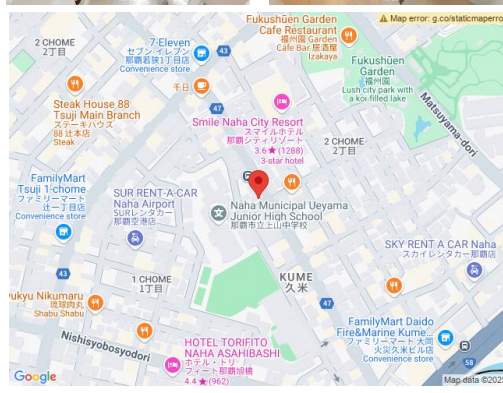 Fukushūen Garden
Cafe Restaurant
福州園 Garden
Cafe Bar 居酒屋
Izakaya
Map error: g.co/staticmaperro
2 CHOME
2丁目
7-Eleven
セブン-イレブン
那覇若狭1丁目店
Convenience store
43
千日
Fukushūen
Garden
福州園
Lush city park with
a koi filled lake
Matsuyama-dori
Steak House 88
Tsuji Main Branch
ステーキハウス
88 辻本店
Steak
47
Smile Naha City Resort
スマイルホテル
那覇シティリゾート
3.6★(1288)
3-star hotel
2 CHOME
2丁目
FamilyMart
Tsuji 1-chome
ファミリーマート
辻一丁目店
Convenience store
SUR RENT-A-CAR
Naha Airport
SURレンタカー
那覇空港店
Naha Municipal Ueyama
Junior High School
那覇市立上山中学校
SKY RENT A CAR Naha
スカイレンタカー那覇店
43
1 CHOME
1丁目
KUME
久米
47
yukyu Nikumaru
琉球肉丸
Shabu Shabu
Nishisyobosyodori
FamilyMart Daido
Fire&Marine Kume...
ファミリーマート 大同
火災久米ビル店
Convenience store
HOTEL TORIFITO
NAHA ASAHIBASHI
ホテル・トリ
フィート那覇旭橋
4.4★(962)
58
Google
Map data ©202